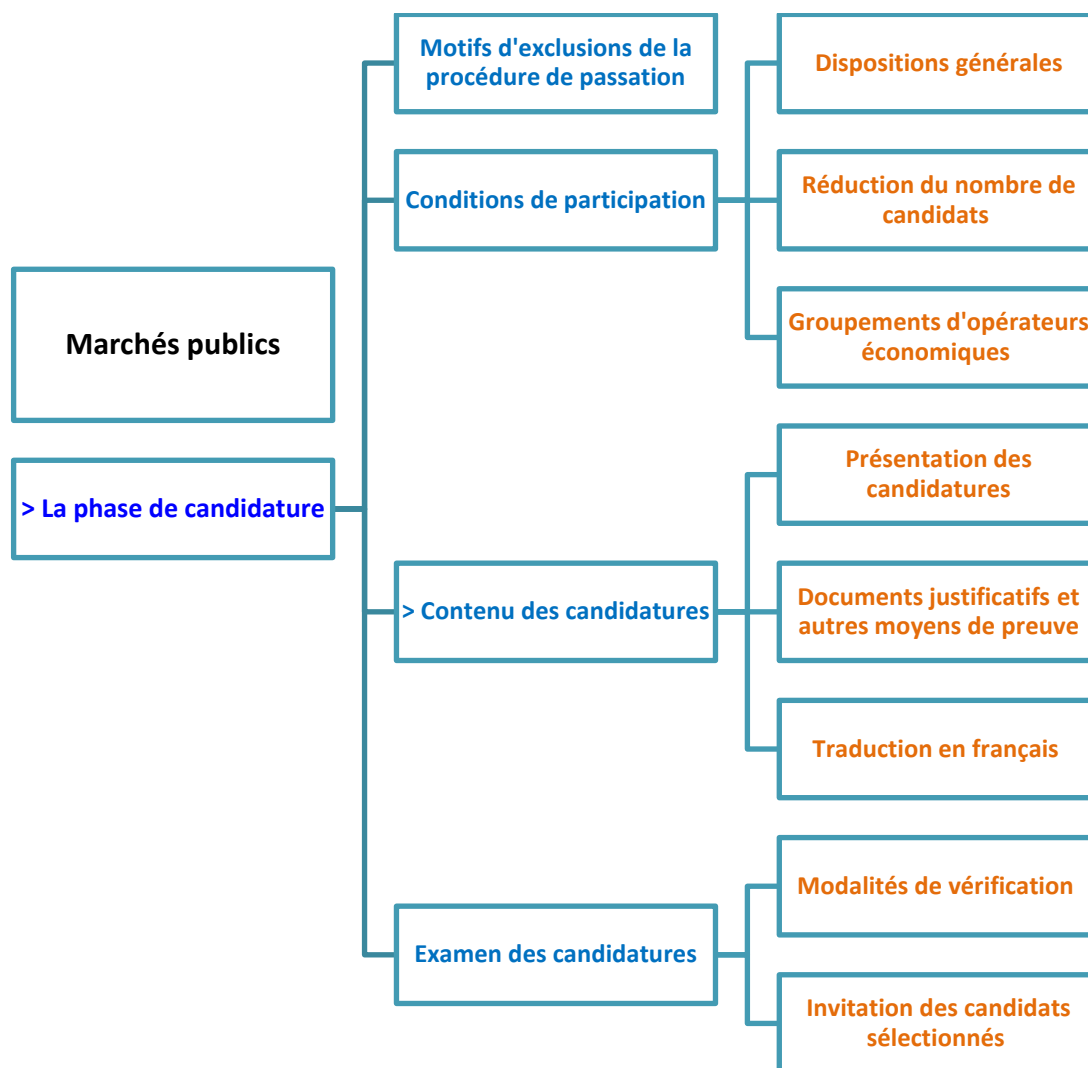 Marchés publics
> La phase de candidature
Motifs d'exclusions de la
procédure de passation
Conditions de participation
Dispositions générales
Réduction du nombre de
candidats
Groupements d'opérateurs
économiques
> Contenu des candidatures
Présentation des
candidatures
Documents justificatifs et
autres moyens de preuve
Traduction en français
Examen des candidatures
Modalités de vérification
Invitation des candidats
sélectionnés